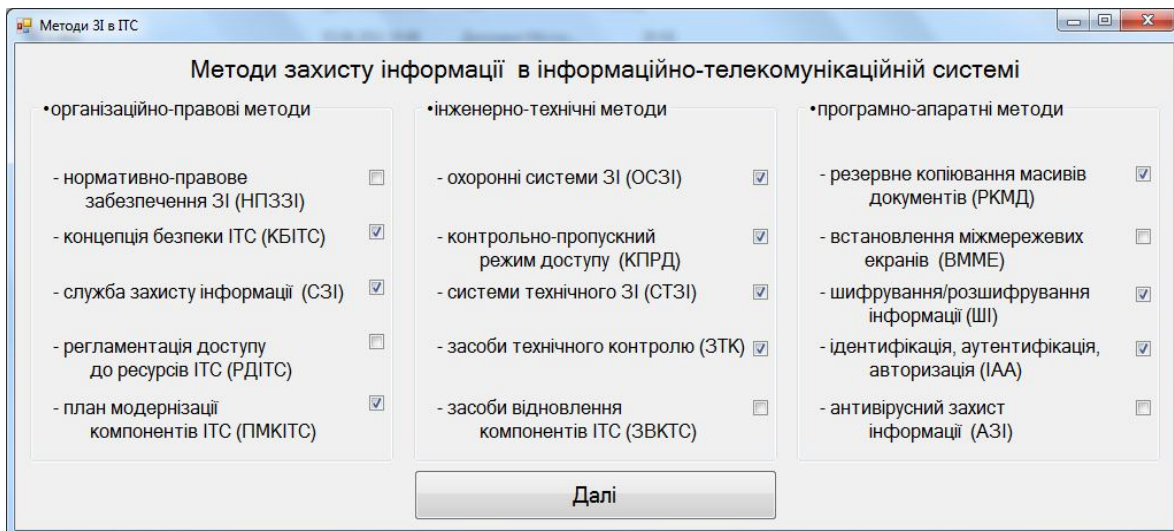 Методи ЗІ в ІТС
Методи захисту інформації в інформаційно-телекомунікаційній системі
•організаційно-правові методи
- нормативно-правове
забезпечення ЗІ (НПЗЗІ)
- концепція безпеки ІТС (КБІТС)
- служба захисту інформації (СЗІ)
- регламентація доступу
до ресурсів ІТС (РДІТС)
- план модернізації
компонентів ІТС (ПМКІТС)
•інженерно-технічні методи
- охоронні системи ЗІ (ОСЗІ)
- контрольно-пропускний
режим доступу (КПРД)
- системи технічного ЗІ (СТЗІ)
- засоби технічного контролю (ЗТК)
- засоби відновлення
компонентів ІТС (ЗВКТС)
•програмно-апаратні методи
- резервне копіювання масивів
документів (РКМД)
- встановлення міжмережевих
екранів (ВММЕ)
- шифрування/розшифрування
інформації (ШІ)
- ідентифікація, аутентифікація,
авторизація (ІАА)
- антивірусний захист
інформації (АЗІ)
Далі